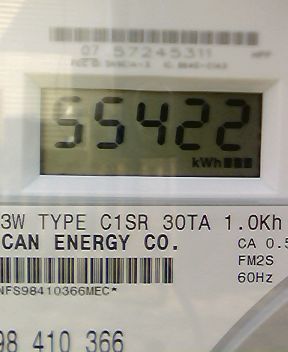 07 57245311
55422
kWh
3W TYPE C1SR 30TA 1.0Kh
CAN ENERGY CO.
CA 0.5
FM2S
60Hz
NFS98410366MEC*
98 410 366